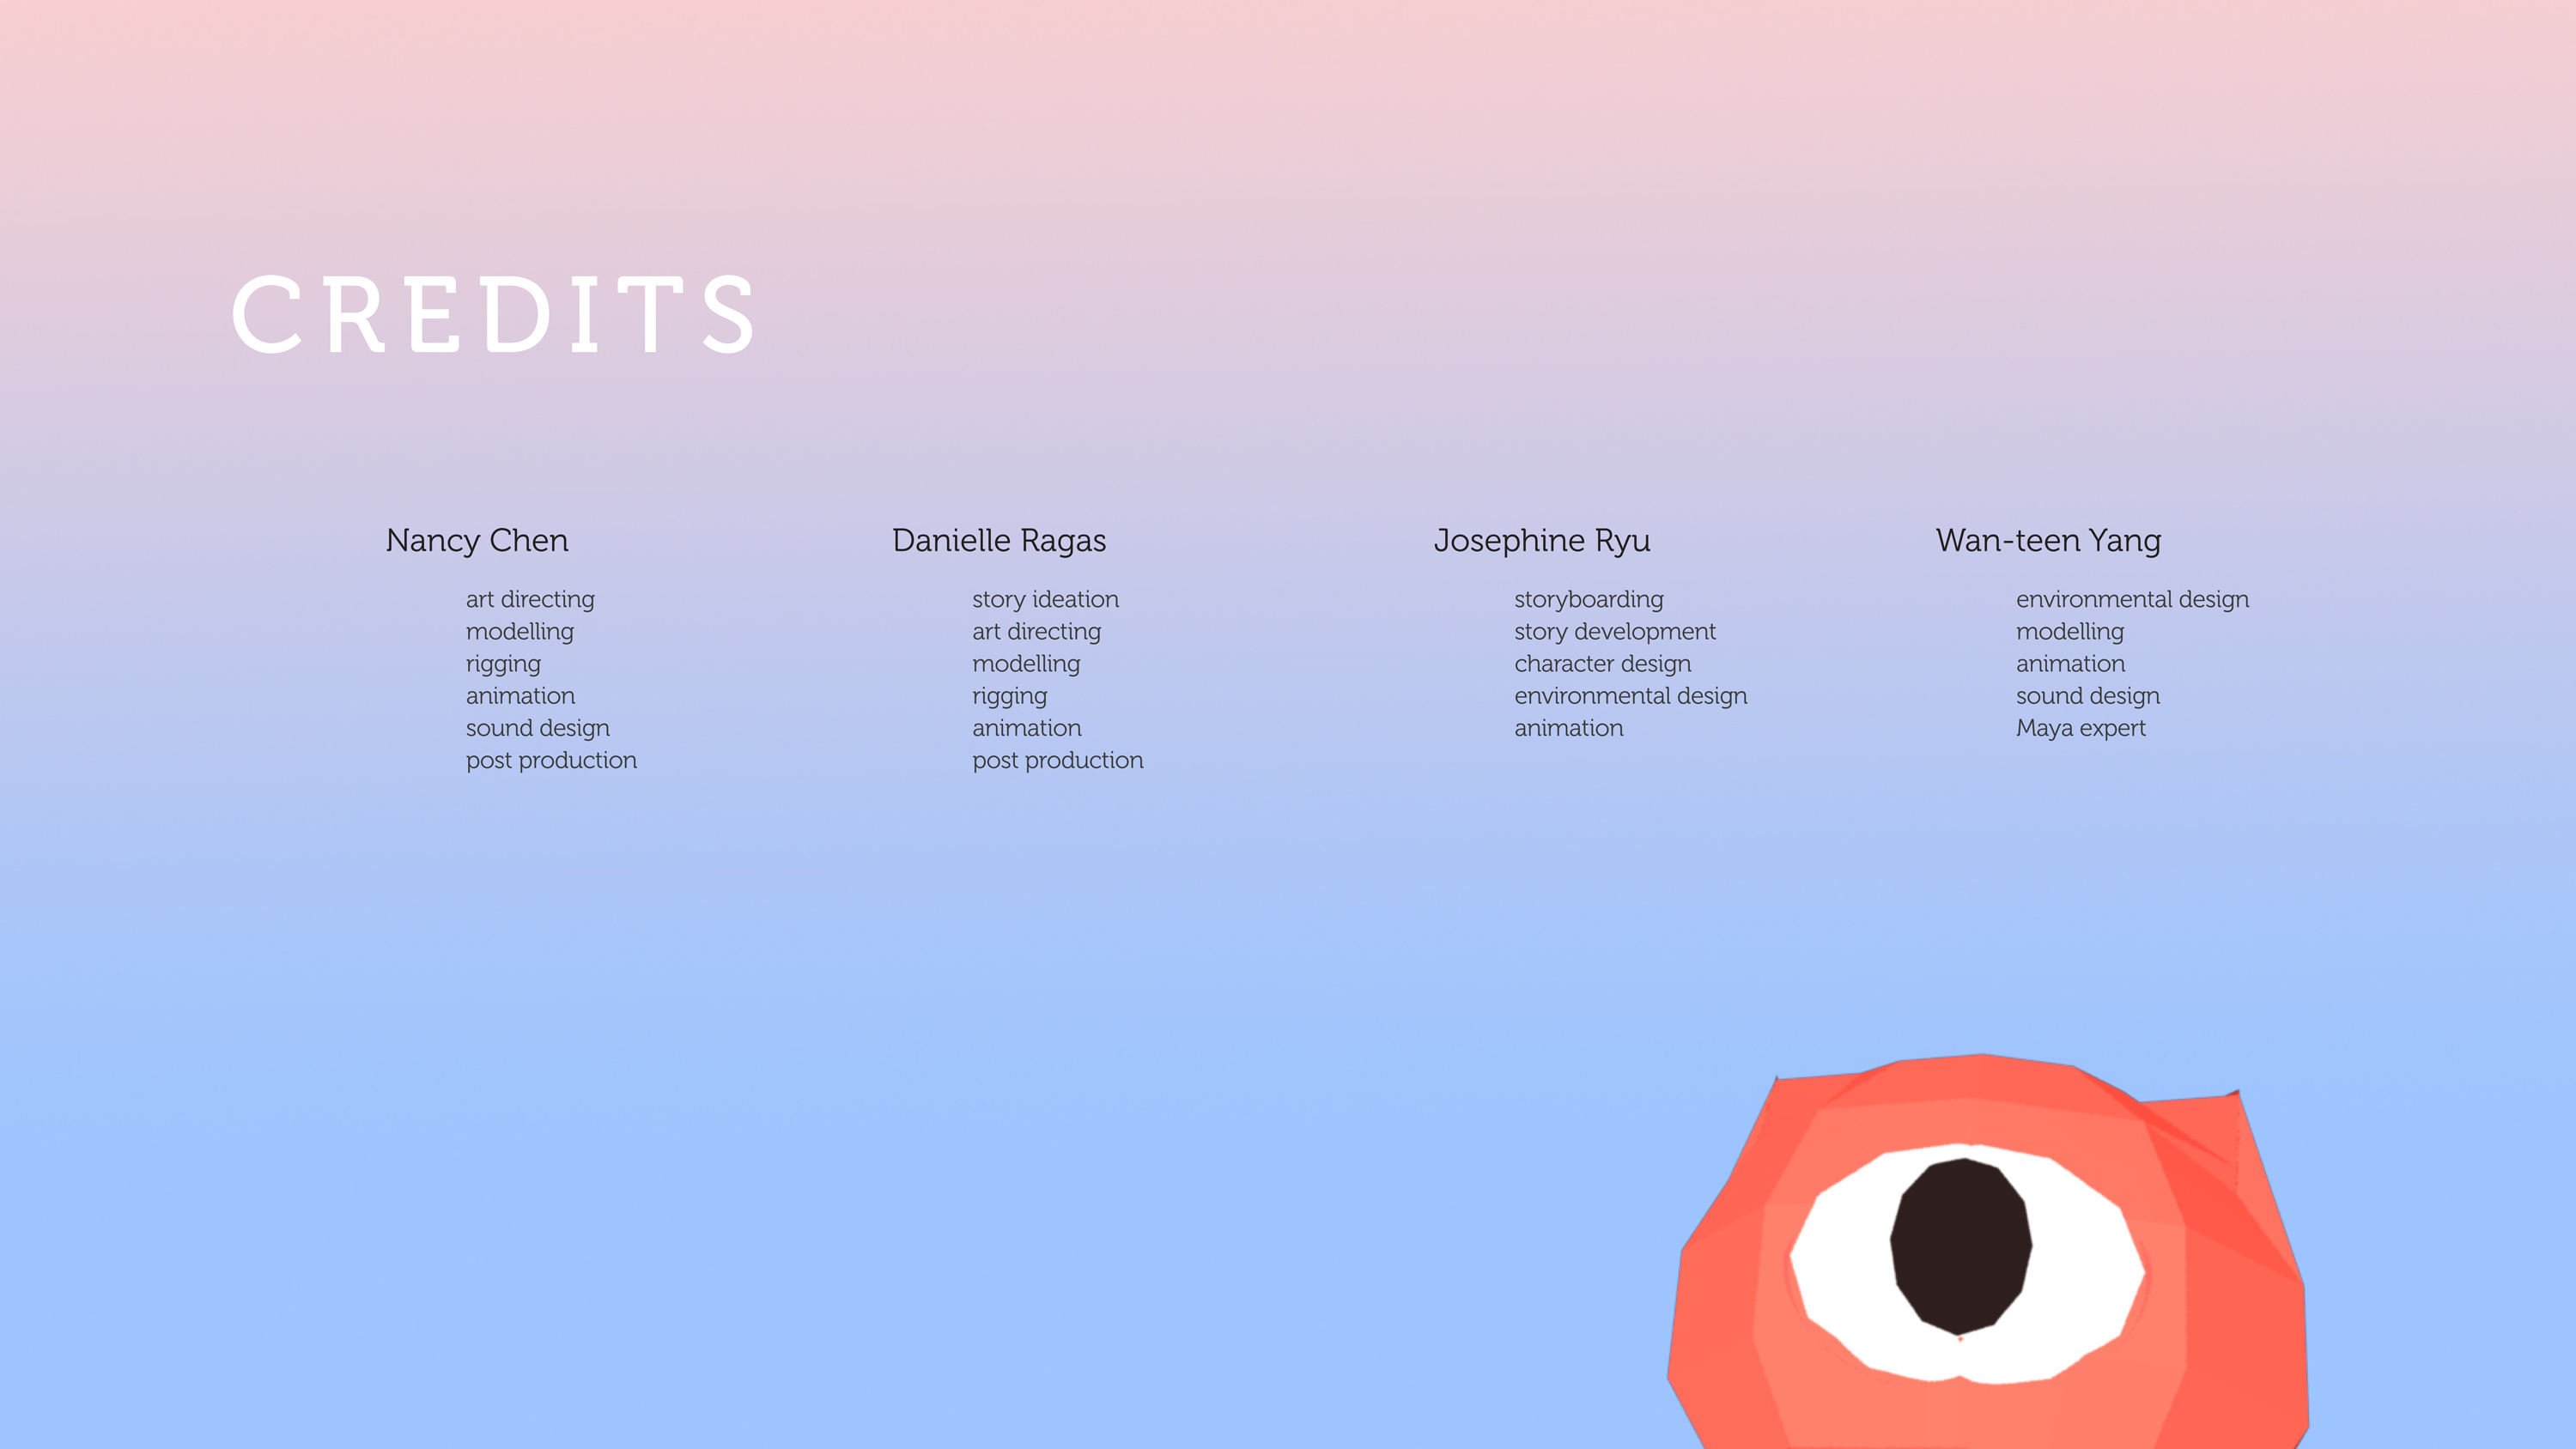 CREDITS
Nancy Chen
art directing
modelling
rigging
animation
sound design
post production
Danielle Ragas
story ideation
art directing
modelling
rigging
animation
post production
Josephine Ryu
storyboarding
story development
character design
environmental design
animation
Wan-teen Yang
environmental design
modelling
animation
sound design
Maya expert